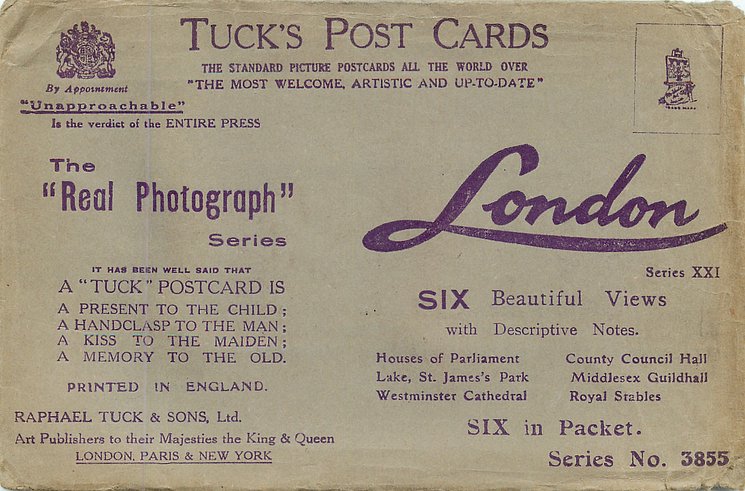 TUCK'S POST CARDS
THE STANDARD PICTURE POSTCARDS ALL THE WORLD OVER
"THE MOST WELCOME, ARTISTIC AND UP-TO-DATE"
By Appointment
"Unapproachable"
Is the verdict of the ENTIRE PRESS
The
"Real Photograph"
Series
IT HAS BEEN WELL SAID THAT
A "TUCK" POSTCARD IS
A PRESENT TO THE CHILD;
A HANDCLASP TO THE MAN;
A KISS TO THE MAIDEN;
A MEMORY TO THE OLD.
PRINTED IN ENGLAND.
RAPHAEL TUCK & SONS, Ltd.
Art Publishers to their Majesties the King & Queen
LONDON, PARIS & NEW YORK
London
Series XXI
SIX Beautiful Views
with Descriptive Notes.
Houses of Parliament County Council Hall
Lake, St. James's Park Middlesex Guildhall
Westminster Cathedral Royal Stables
SIX in Packet.
Series No. 3855